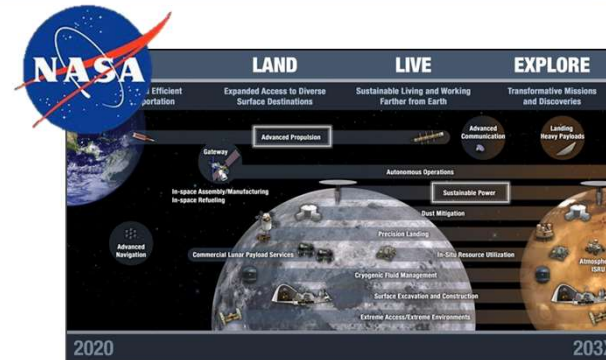 NASA
LAND
LIVE
EXPLORE
Efficient
Expanded Access to Diverse
Surface Destinations
Sustainable Living and Working
Farther from Earth
Transformative Missions
and Discoveries
Advanced Propulsion
Advanced
Communication
Landing
Heavy Payloads
Gateway
Autonomous Operations
In-space Assembly/Manufacturing
In-space Refueling
Sustainable Power
Dust Mitigation
Precision Landing
Advanced
Navigation
Commercial Lunar Payload Services
In-Situ Resource Utilization
ISRU
Cryogenic Fluid Management
Surface Excavation and Construction
Extreme Access/Extreme Environments
2020